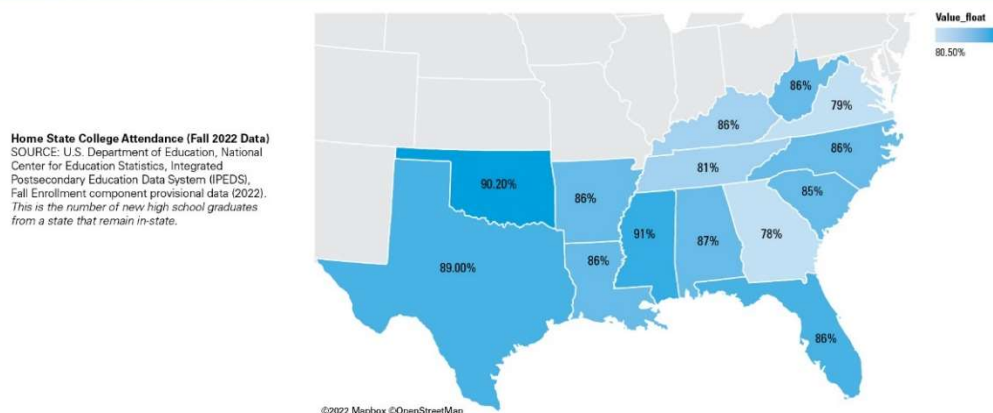 Value_float
80.50%
Home State College Attendance (Fall 2022 Data)
SOURCE: U.S. Department of Education, National
Center for Education Statistics, Integrated
Postsecondary Education Data System (IPEDS),
Fall Enrollment component provisional data (2022).
This is the number of new high school graduates
from a state that remain in-state.
86%
79%
86%
86%
81%
90.20%
86%
85%
91%
87%
78%
86%
89.00%
86%
©2022 Mapbox ©OpenStreetMap